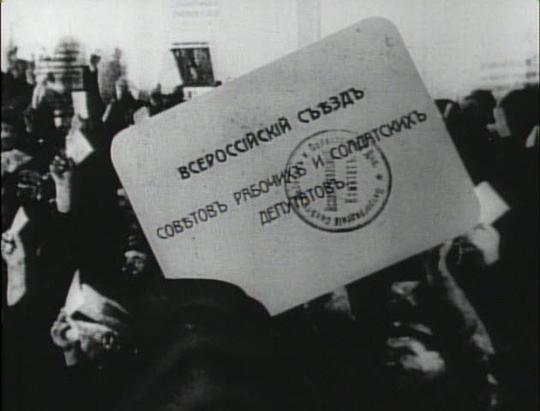 ВСЕРОССІЙСКІЙ СЪѢЗДЪ
СОВѢТОВЪ РАБОЧИХЪ И СОЛДАТСКИХЪ
ДЕПУТАТОВЪ.